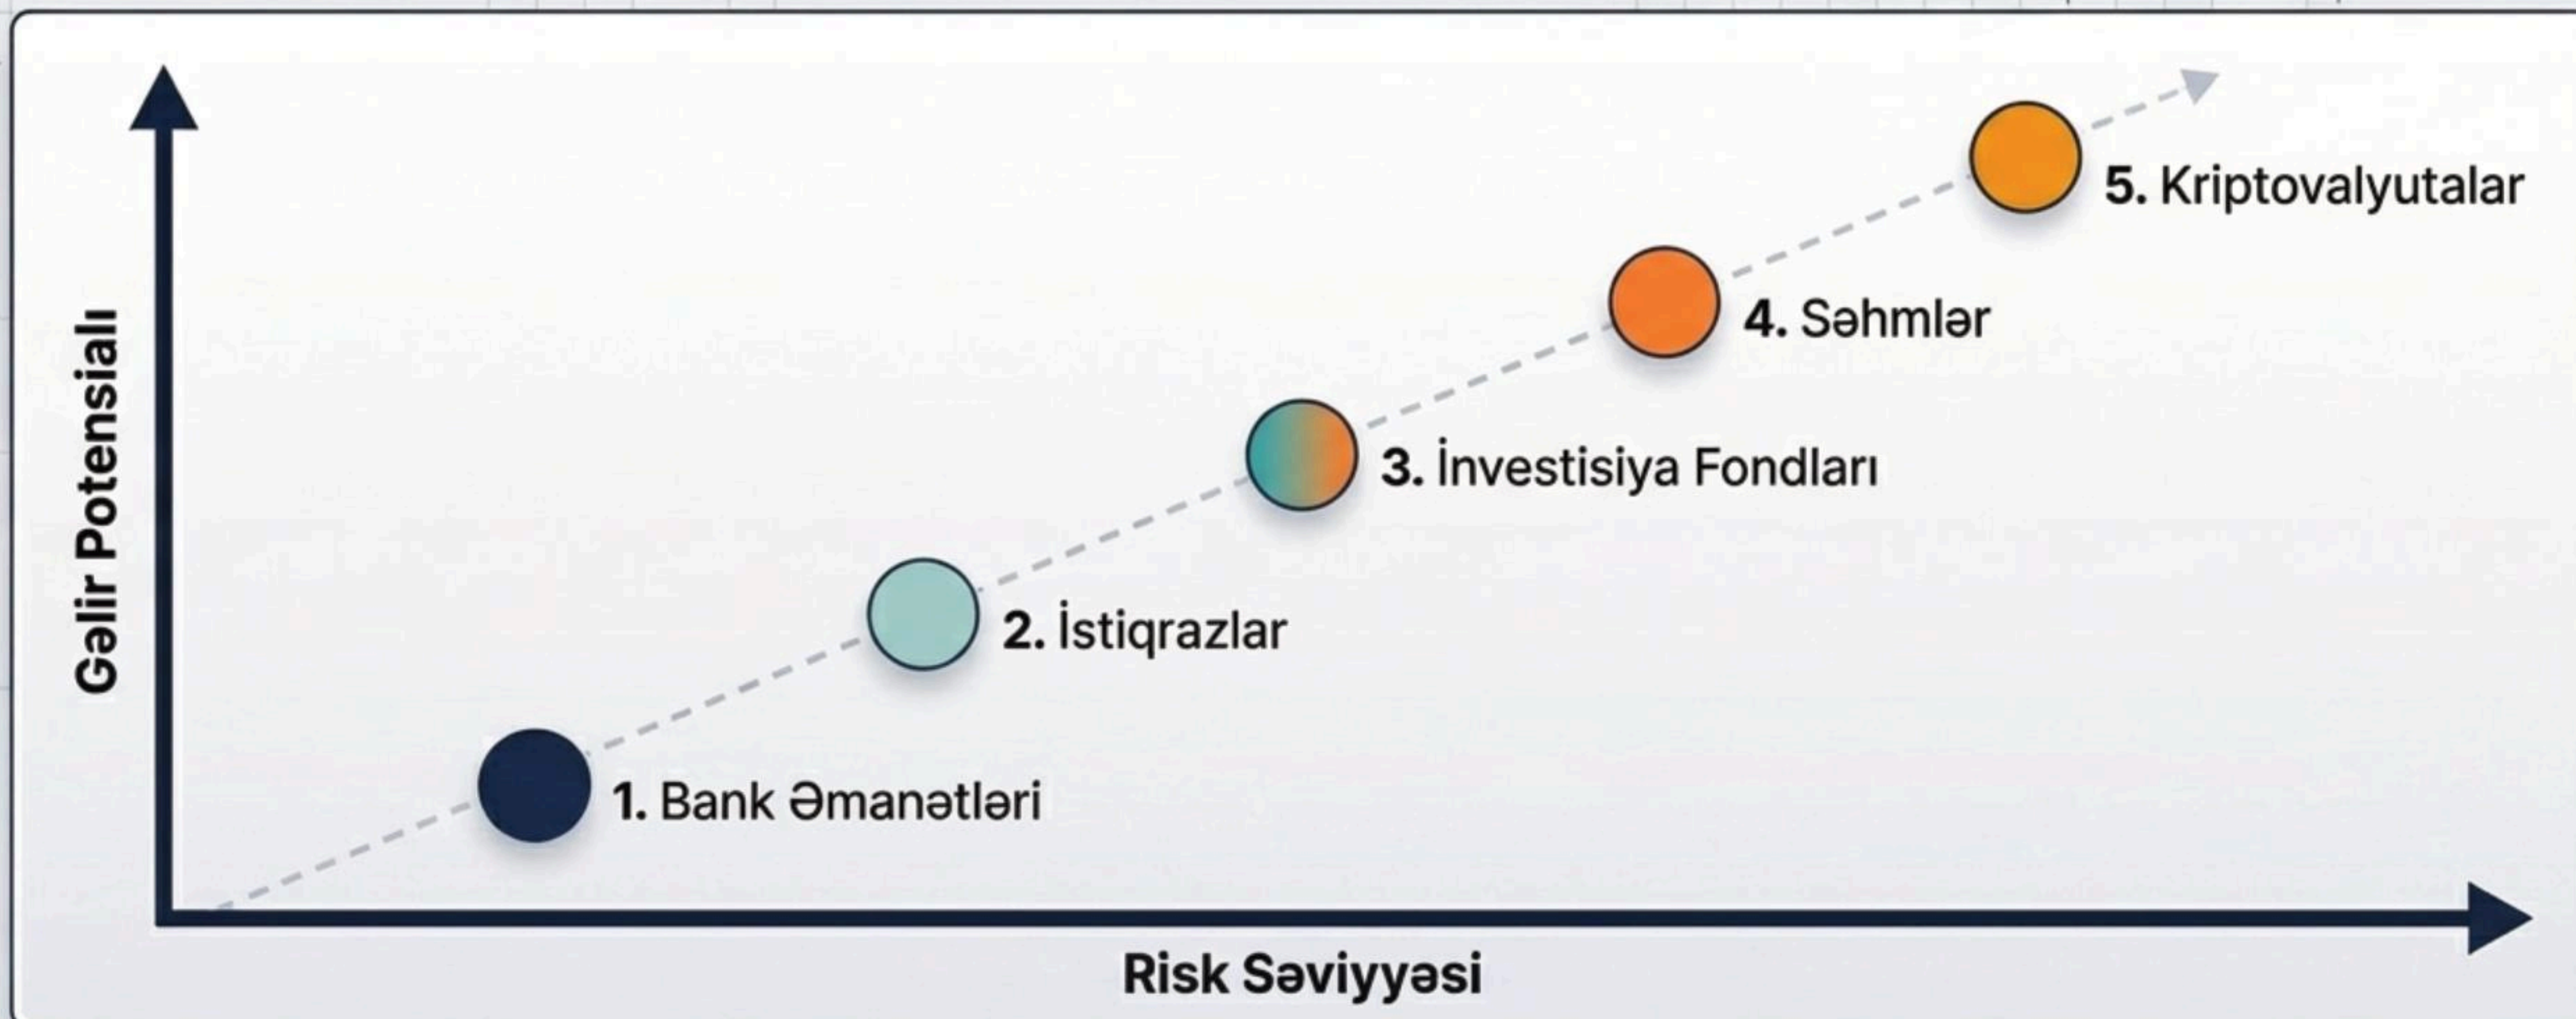 Gəlir Potensialı
5. Kriptovalyutalar
4. Səhmlər
3. İnvestisiya Fondları
2. İstiqrazlar
1. Bank Əmanətləri
Risk Səviyyəsi